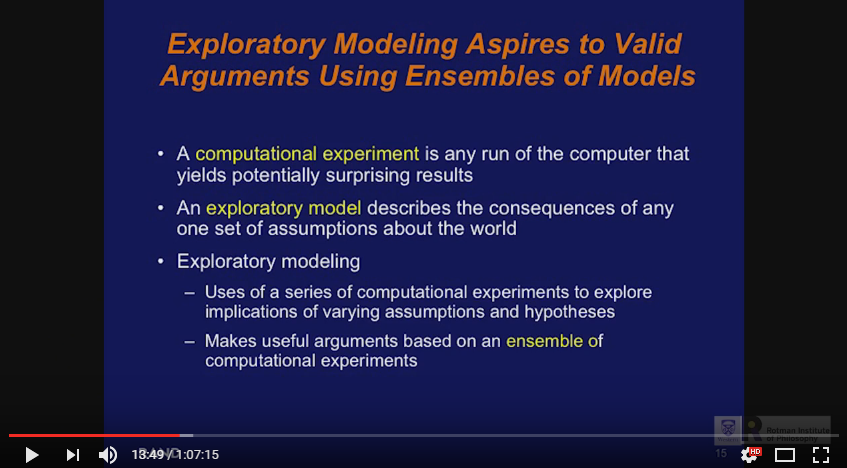 Exploratory Modeling Aspires to Valid
Arguments Using Ensembles of Models
• A computational experiment is any run of the computer that
yields potentially surprising results
• An exploratory model describes the consequences of any
one set of assumptions about the world
• Exploratory modeling
– Uses of a series of computational experiments to explore
implications of varying assumptions and hypotheses
– Makes useful arguments based on an ensemble of
computational experiments
Rotman Institute
of Philosophy
13:49 / 1:07:15
15
HD